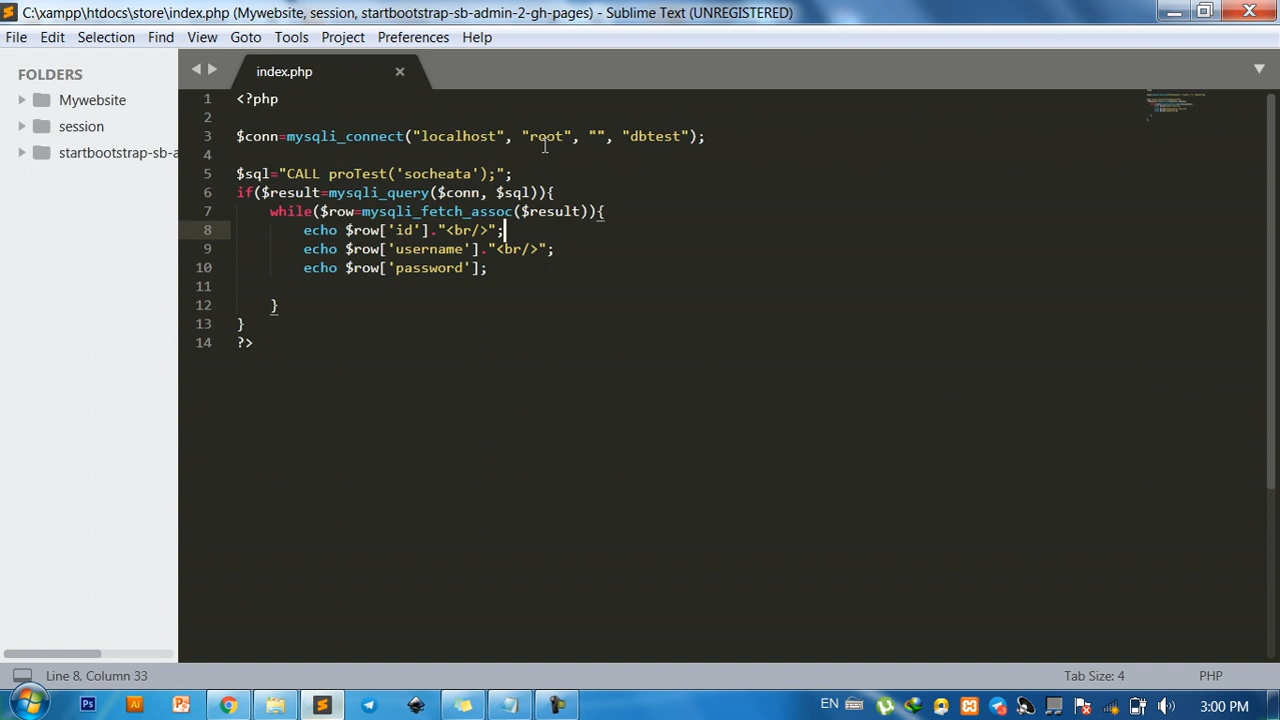 C:\xampp\htdocs\store\index.php (Mywebsite, session, startbootstrap-sb-admin-2-gh-pages) - Sublime Text (UNREGISTERED)
File Edit Selection Find View Goto Tools Project Preferences Help
FOLDERS
Mywebsite
session
startbootstrap-sb-a
index.php
1 <?php
2
3 $conn=mysqli_connect("localhost", "root", "", "dbtest");
4
5 $sql="CALL proTest('socheata');";
6 if($result=mysqli_query($conn, $sql)){
7 while($row=mysqli_fetch_assoc($result)){
8 echo $row['id']."<br/>";
9 echo $row['username']."<br/>";
10 echo $row['password'];
11
12 }
13 }
14 ?>
Line 8, Column 33 Tab Size: 4 PHP
Ps Ai EN 3:00 PM